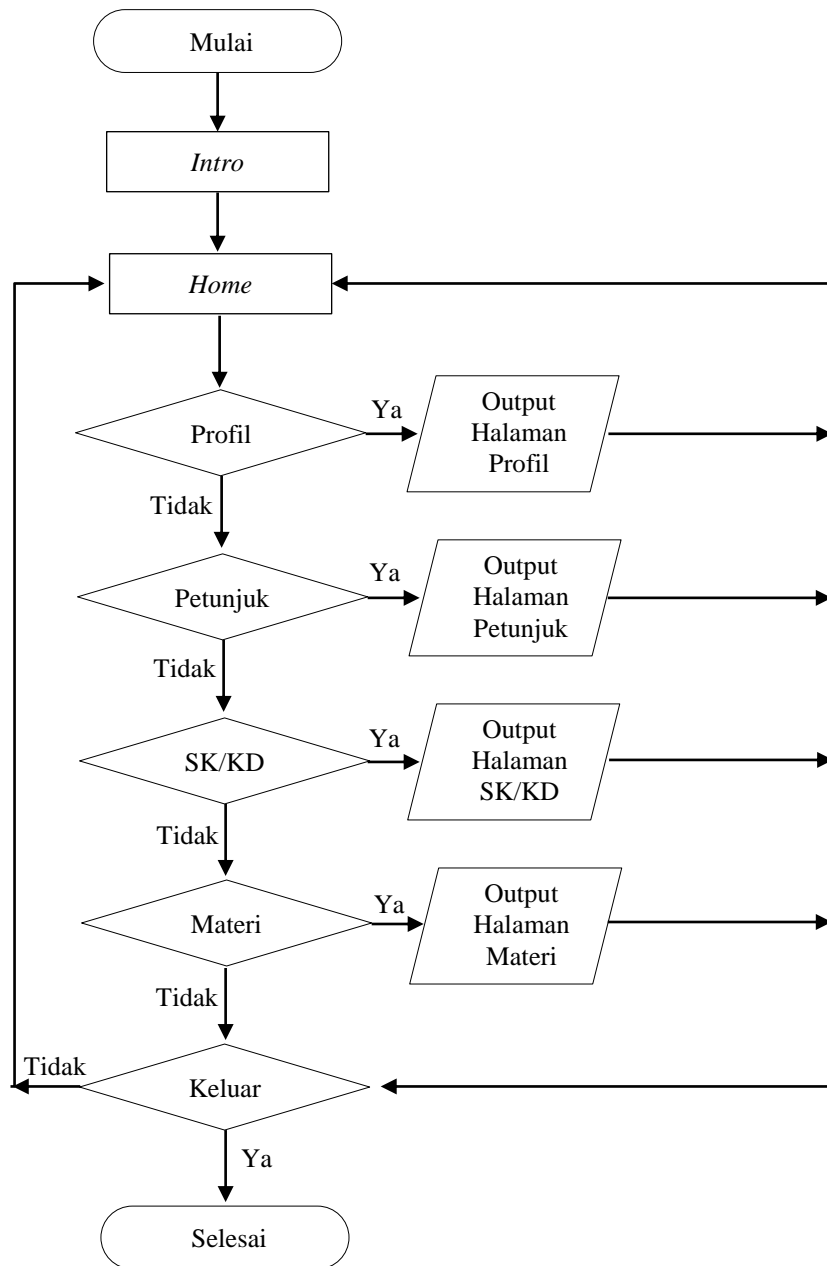 Mulai
Intro
Home
Profil
Ya
Output
Halaman
Profil
Tidak
Petunjuk
Ya
Output
Halaman
Petunjuk
Tidak
SK/KD
Ya
Output
Halaman
SK/KD
Tidak
Materi
Ya
Output
Halaman
Materi
Tidak
Tidak
Keluar
Ya
Selesai